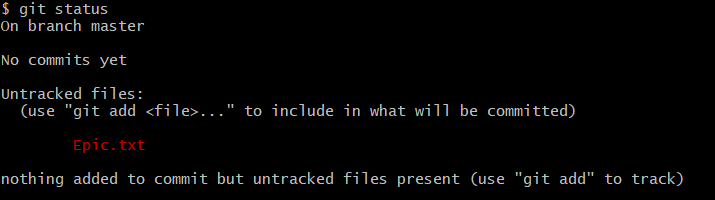 $ git status
On branch master
No commits yet
Untracked files:
(use "git add <file>..." to include in what will be committed)
Epic.txt
nothing added to commit but untracked files present (use "git add" to track)